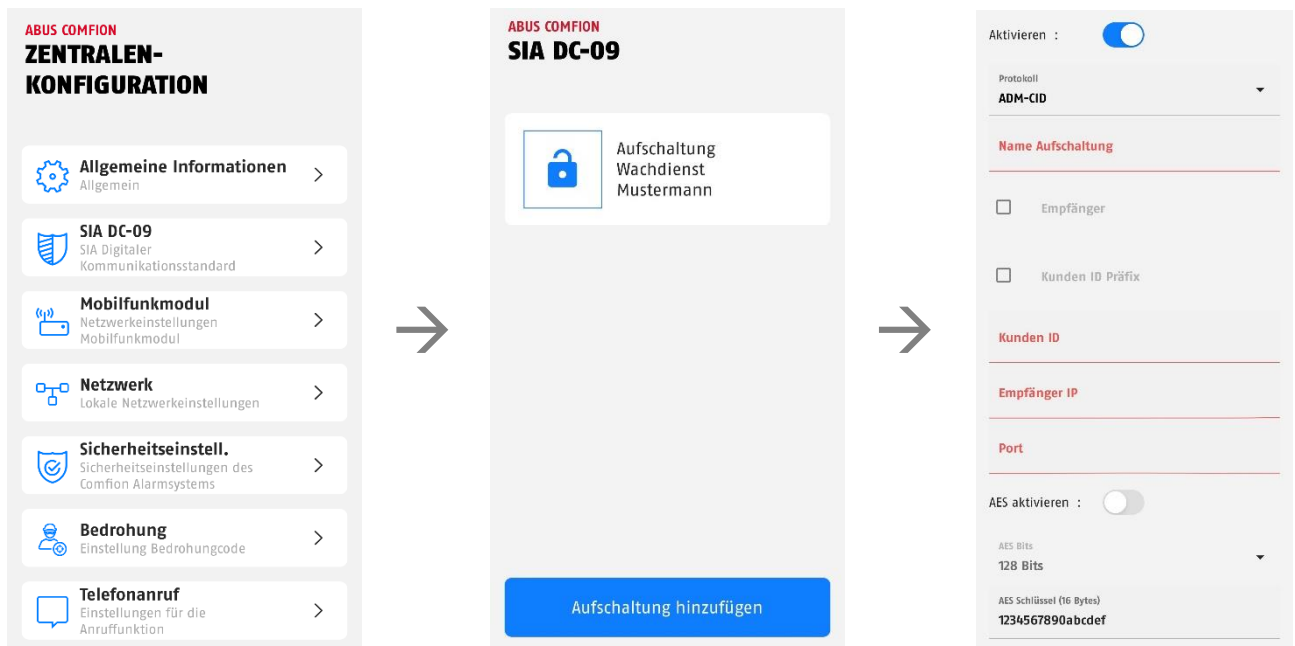 ABUS COMFION
ZENTRALEN-
KONFIGURATION
Allgemeine Informationen
Allgemein
SIA DC-09
SIA Digitaler
Kommunikationsstandard
Mobilfunkmodul
Netzwerkeinstellungen
Mobilfunkmodul
Netzwerk
Lokale Netzwerkeinstellungen
Sicherheitseinstell.
Sicherheitseinstellungen des
Comfion Alarmsystems
Bedrohung
Einstellung Bedrohungcode
Telefonanruf
Einstellungen für die
Anruffunktion
ABUS COMFION
SIA DC-09
Aufschaltung
Wachdienst
Mustermann
Aufschaltung hinzufügen
Aktivieren :
Protokoll
ADM-CID
Name Aufschaltung
Empfänger
Kunden ID Präfix
Kunden ID
Empfänger IP
Port
AES aktivieren :
AES Bits
128 Bits
AES Schlüssel (16 Bytes)
1234567890abcdef